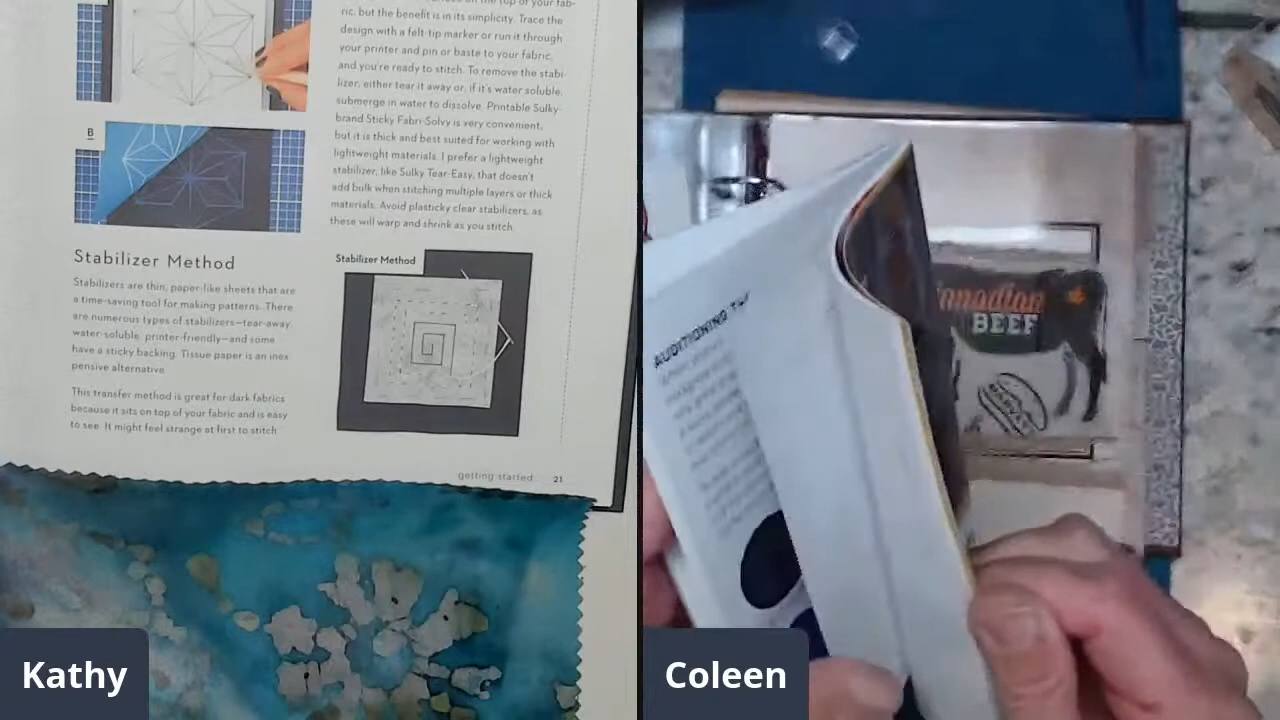 B
Stabilizer Method
Stabilizers are thin, paper-like sheets that are
a time-saving tool for making patterns. There
are numerous types of stabilizers—tear-away,
water-soluble, printer-friendly—and some
have a sticky backing. Tissue paper is an inex
pensive alternative.
This transfer method is great for dark fabrics
because it sits on top of your fabric and is easy
to see. It might feel strange at first to stitch
on the top of your fab-
ric, but the benefit is in its simplicity. Trace the
design with a felt-tip marker or run it through
your printer and pin or baste to your fabric,
and you're ready to stitch. To remove the stabi-
lizer, either tear it away or, if it's water soluble,
submerge in water to dissolve. Printable Sulky-
brand Sticky Fabri-Solvy is very convenient,
but it is thick and best suited for working with
lightweight materials. I prefer a lightweight
stabilizer, like Sulky Tear-Easy, that doesn't
add bulk when stitching multiple layers or thick
materials. Avoid plasticky clear stabilizers, as
these will warp and shrink as you stitch.
Stabilizer Method
getting started 21
Kathy
AUDITIONING
anadian
BEEF
Coleen